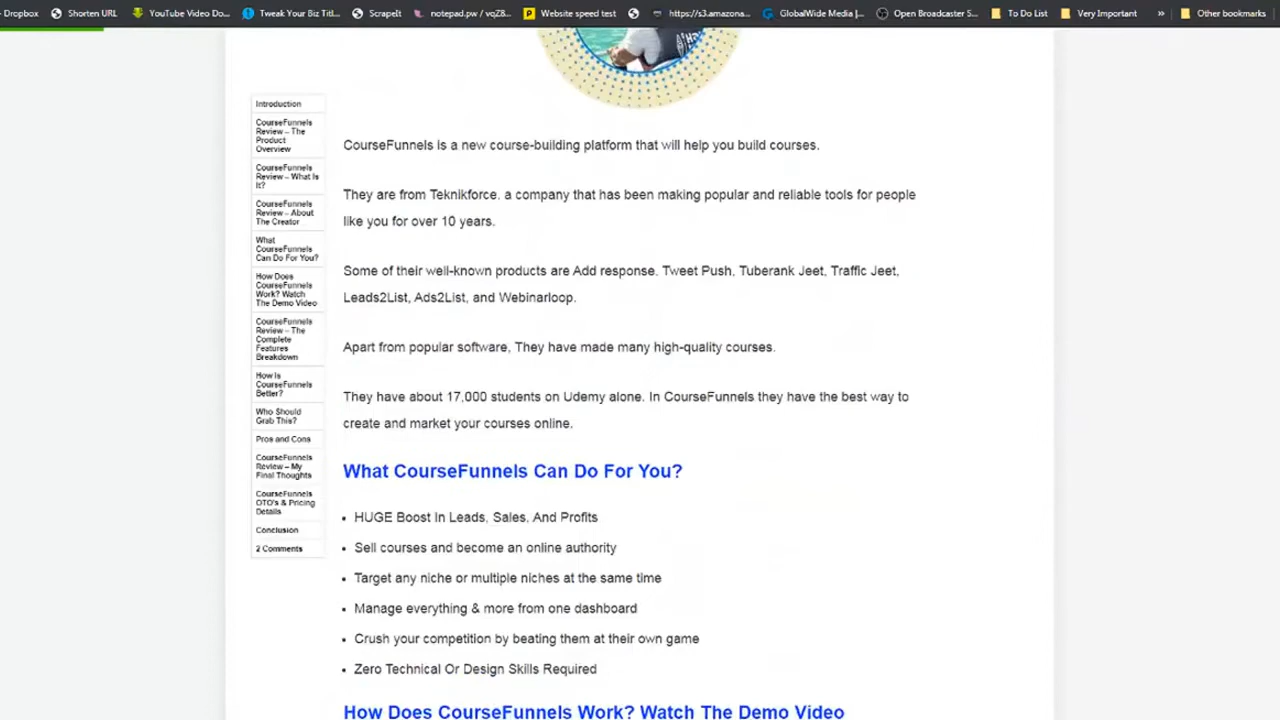 Dropbox Shorten URL YouTube Video Do... Tweak Your Biz Titl... ScrapeIt notepad.pw / vqZ8... Website speed test https://s3.amazona... GlobalWide Media |... Open Broadcaster S... To Do List Very Important » Other bookmarks
Introduction
CourseFunnels
Review – The
Product
Overview
CourseFunnels
Review – What Is
It?
CourseFunnels
Review – About
The Creator
What
CourseFunnels
Can Do For You?
How Does
CourseFunnels
Work? Watch
The Demo Video
CourseFunnels
Review – The
Complete
Features
Breakdown
How Is
CourseFunnels
Better?
Who Should
Grab This?
Pros and Cons
CourseFunnels
Review – My
Final Thoughts
CourseFunnels
OTO's & Pricing
Details
Conclusion
2 Comments
CourseFunnels is a new course-building platform that will help you build courses.
They are from Teknikforce. a company that has been making popular and reliable tools for people
like you for over 10 years.
Some of their well-known products are Add response. Tweet Push, Tuberank Jeet, Traffic Jeet,
Leads2List, Ads2List, and Webinarloop.
Apart from popular software, They have made many high-quality courses.
They have about 17,000 students on Udemy alone. In CourseFunnels they have the best way to
create and market your courses online.
What CourseFunnels Can Do For You?
• HUGE Boost In Leads, Sales, And Profits
• Sell courses and become an online authority
• Target any niche or multiple niches at the same time
• Manage everything & more from one dashboard
• Crush your competition by beating them at their own game
• Zero Technical Or Design Skills Required
How Does CourseFunnels Work? Watch The Demo Video